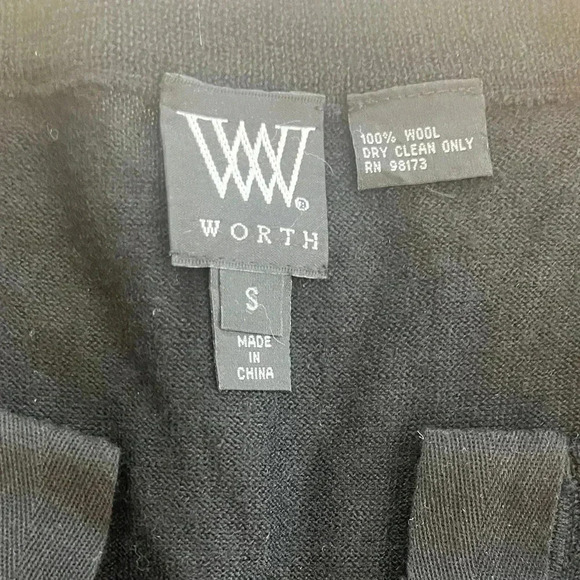 W
®
WORTH
S
MADE
IN
CHINA
100% WOOL
DRY CLEAN ONLY
RN 98173